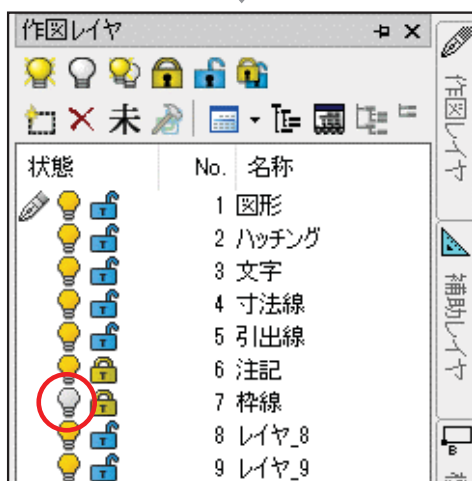 作図レイヤ
未
状態 No. 名称
1 図形
2 ハッチング
3 文字
4 寸法線
5 引出線
6 注記
7 枠線
8 レイヤ_8
9 レイヤ_9
作図レイヤ
補助レイヤ
B